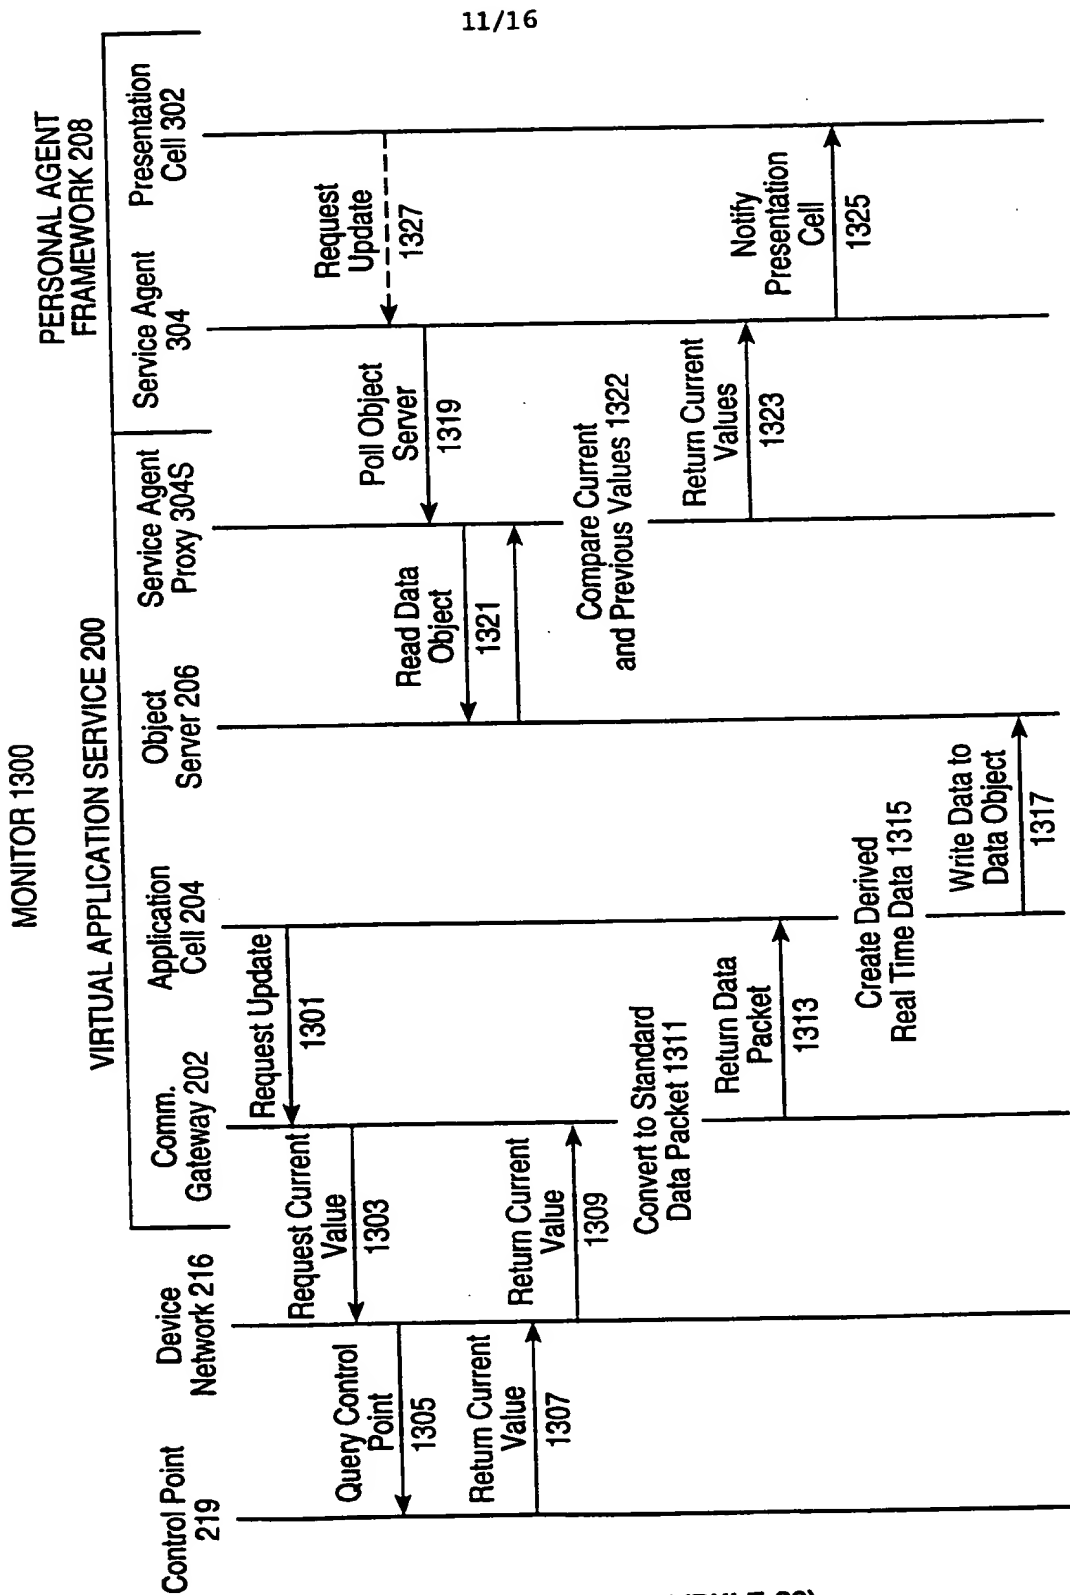 11/16
MONITOR 1300
VIRTUAL APPLICATION SERVICE 200
PERSONAL AGENT
FRAMEWORK 208
Control Point
219
Device
Network 216
Comm.
Gateway 202
Application
Cell 204
Object
Server 206
Service Agent
Proxy 304S
Service Agent
304
Presentation
Cell 302
Request Update
1301
Request Current
Value
1303
Query Control
Point
1305
Return Current
Value
1307
Return Current
Value
1309
Convert to Standard
Data Packet 1311
Return Data
Packet
1313
Create Derived
Real Time Data 1315
Write Data to
Data Object
1317
Request
Update
1327
Poll Object
Server
1319
Read Data
Object
1321
Compare Current
and Previous Values 1322
Return Current
Values
1323
Notify
Presentation
Cell
1325